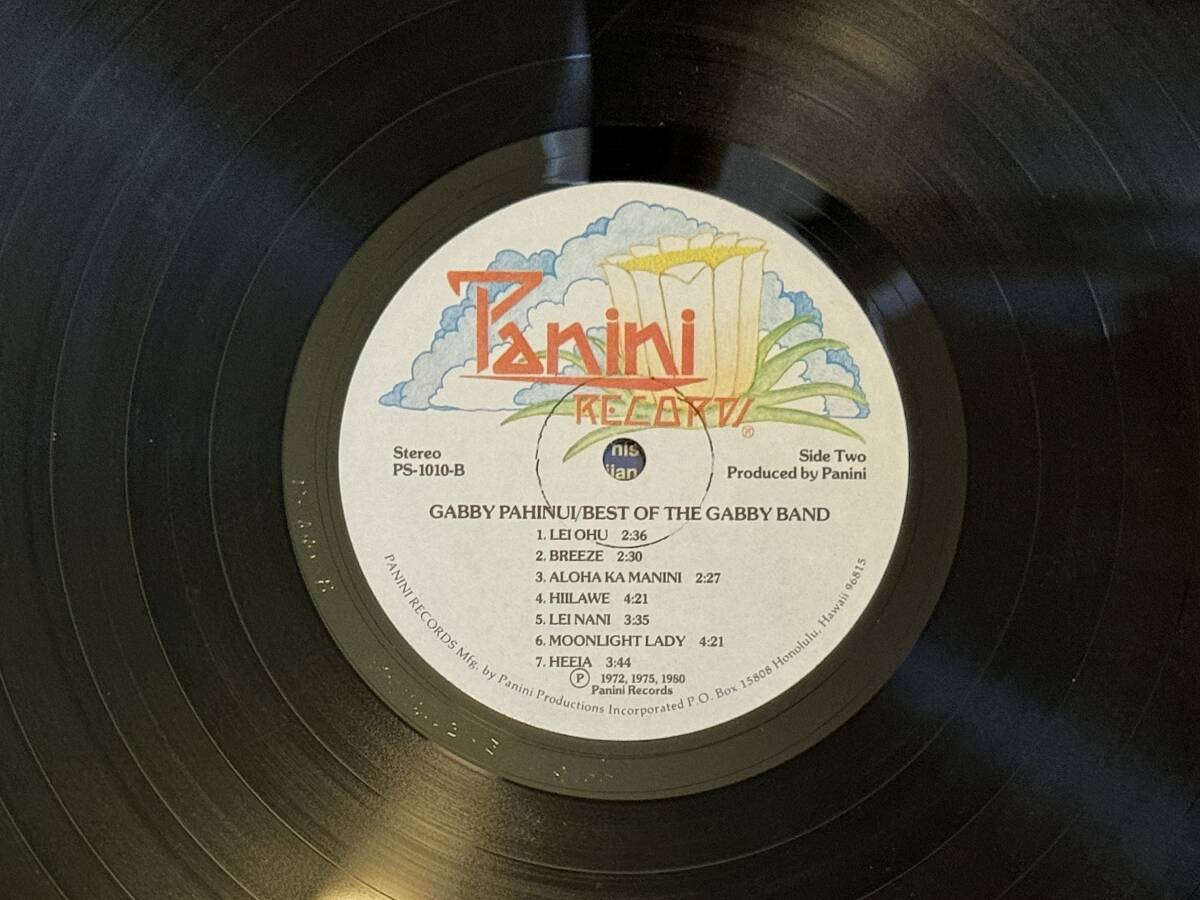 Panini
RECORDS
®
Stereo
PS-1010-B
Side Two
Produced by Panini
nis
GABBY PAHINUI/BEST OF THE GABBY BAND
1. LEI OHU 2:36
2. BREEZE 2:30
3. ALOHA KA MANINI 2:27
4. HIILAWE 4:21
5. LEI NANI 3:35
6. MOONLIGHT LADY 4:21
7. HEEIA 3:44
Ⓟ 1972, 1975, 1980
Panini Records
PANINI RECORDS Mfg. by Panini Productions Incorporated P.O. Box 15808 Honolulu, Hawaii 96815